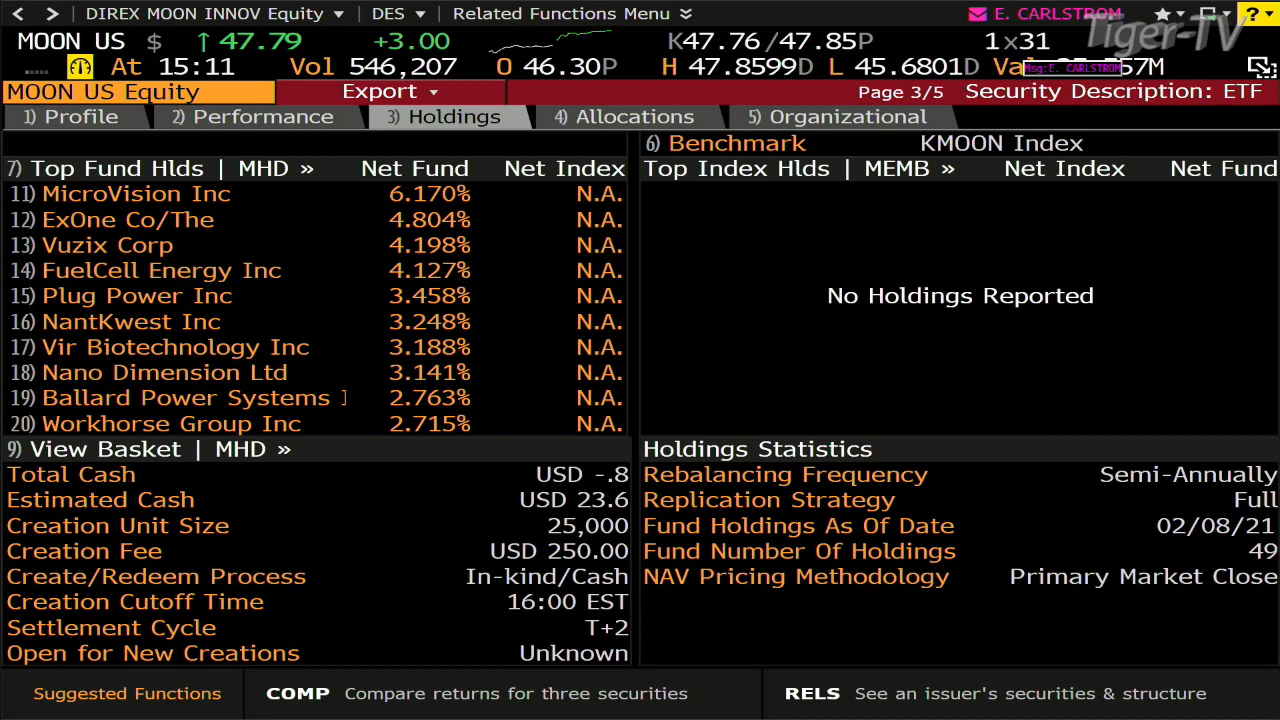 DIREX MOON INNOV Equity DES Related Functions Menu E. CARLSTROM ?
Tiger-TV
MOON US $ ↑ 47.79 +3.00 K47.76 /47.85P 1 x31
At 15:11 Vol 546,207 O 46.30P H 47.8599D L 45.6801D Msg:E. CARLSTROM
MOON US Equity Export Page 3/5 Security Description: ETF
1) Profile 2) Performance 3) Holdings 4) Allocations 5) Organizational
6) Benchmark KMOON Index
7) Top Fund Hlds | MHD » Net Fund Net Index Top Index Hlds | MEMB » Net Index Net Fund
11) MicroVision Inc 6.170% N.A.
12) ExOne Co/The 4.804% N.A.
13) Vuzix Corp 4.198% N.A.
14) FuelCell Energy Inc 4.127% N.A.
15) Plug Power Inc 3.458% N.A.
No Holdings Reported
16) NantKwest Inc 3.248% N.A.
17) Vir Biotechnology Inc 3.188% N.A.
18) Nano Dimension Ltd 3.141% N.A.
19) Ballard Power Systems 2.763% N.A.
20) Workhorse Group Inc 2.715% N.A.
9) View Basket | MHD » Holdings Statistics
Total Cash USD -.8 Rebalancing Frequency Semi-Annually
Estimated Cash USD 23.6 Replication Strategy Full
Creation Unit Size 25,000 Fund Holdings As Of Date 02/08/21
Creation Fee USD 250.00 Fund Number Of Holdings 49
Create/Redeem Process In-kind/Cash NAV Pricing Methodology Primary Market Close
Creation Cutoff Time 16:00 EST
Settlement Cycle T+2
Open for New Creations Unknown
Suggested Functions COMP Compare returns for three securities RELS See an issuer's securities & structure